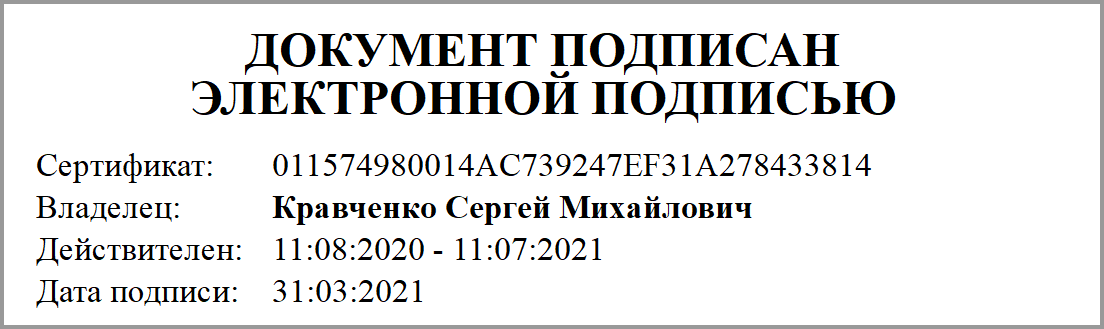 ДОКУМЕНТ ПОДПИСАН
ЭЛЕКТРОННОЙ ПОДПИСЬЮ
Сертификат: 011574980014AC739247EF31A278433814
Владелец: Кравченко Сергей Михайлович
Действителен: 11:08:2020 - 11:07:2021
Дата подписи: 31:03:2021